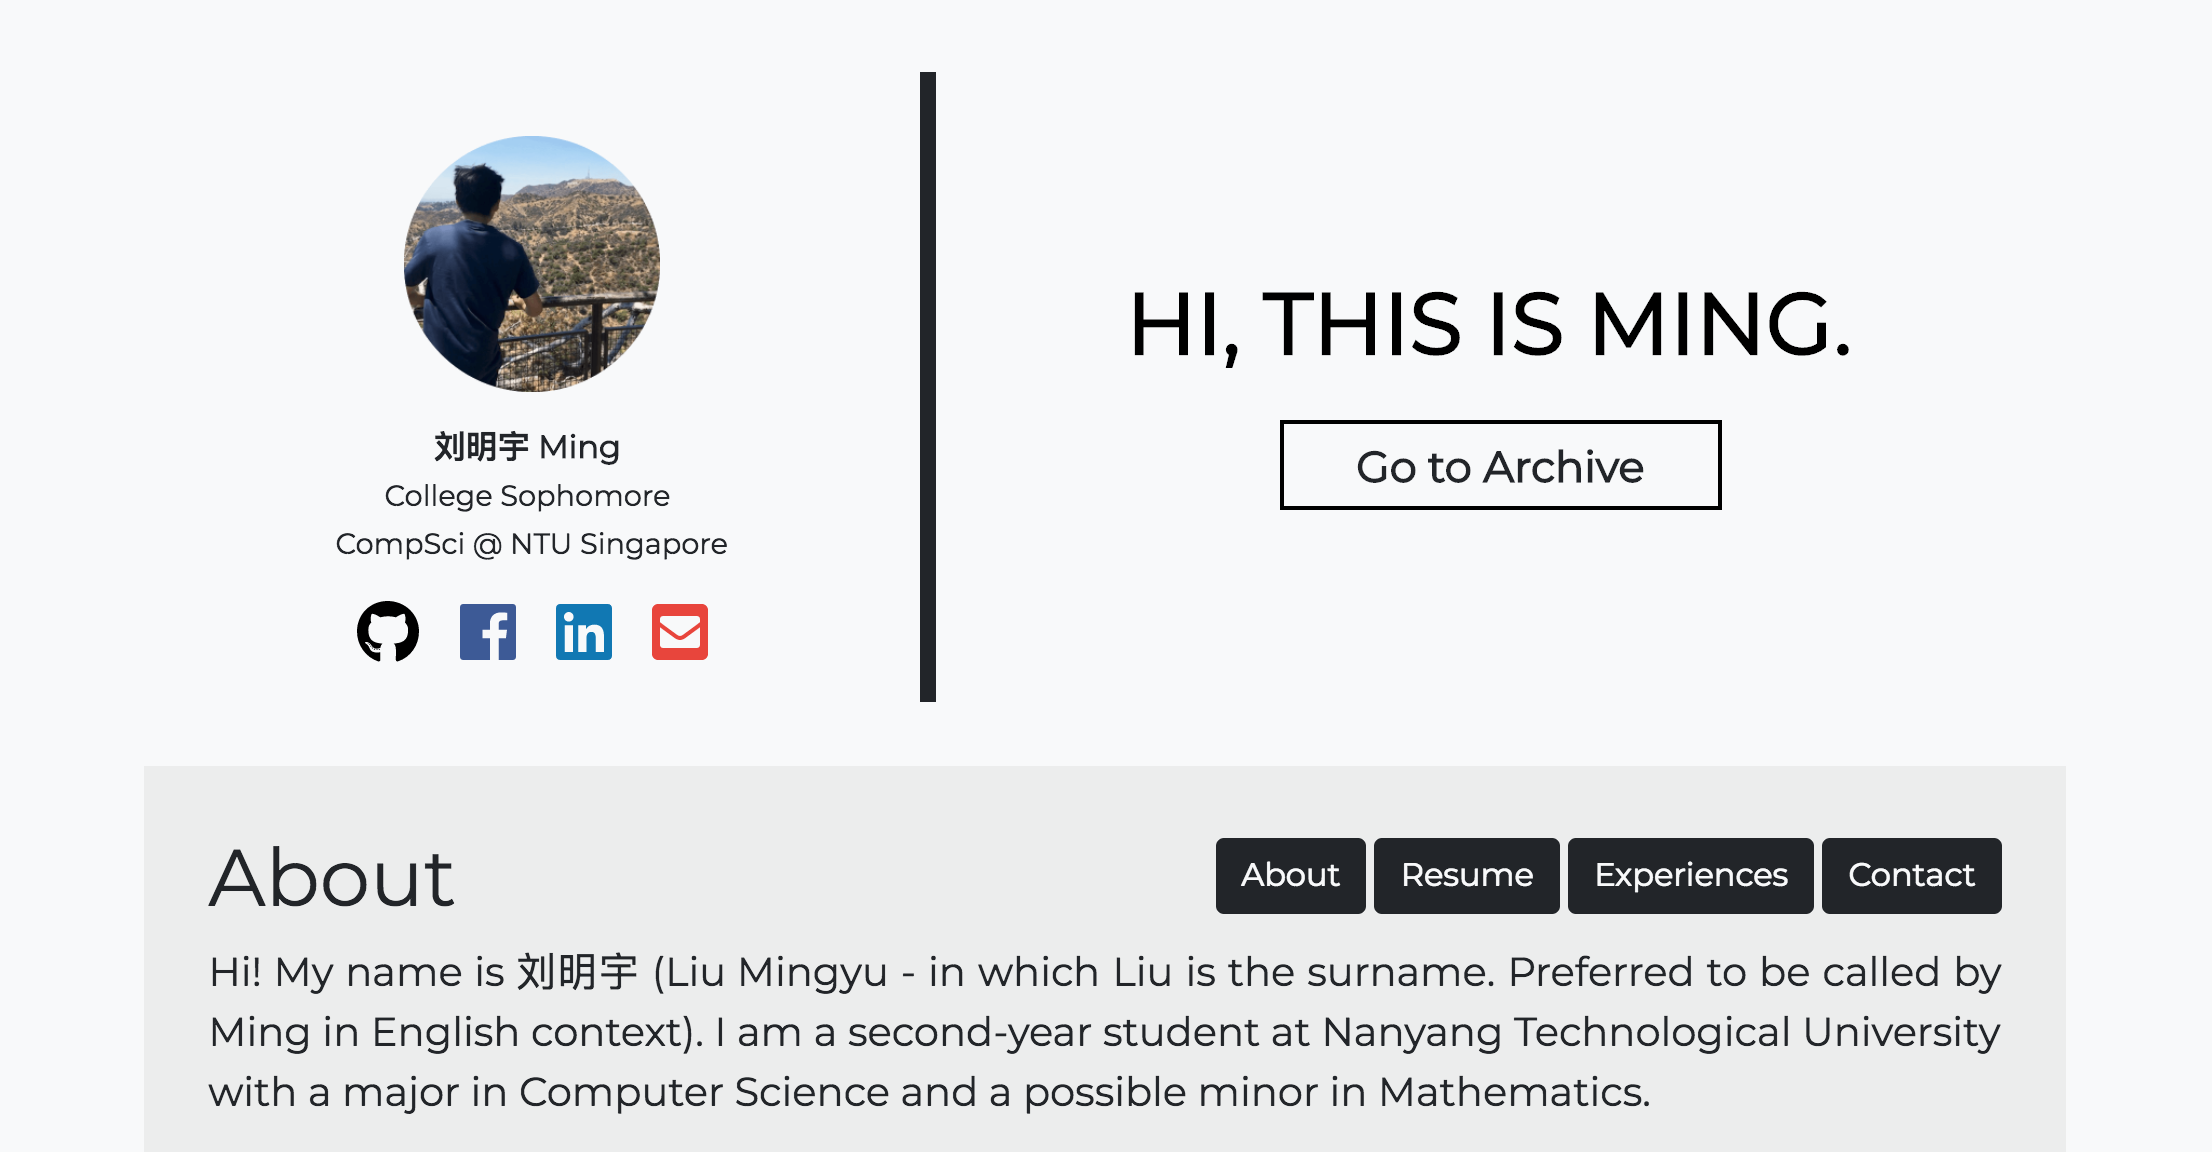 刘明宇 Ming
College Sophomore
CompSci @ NTU Singapore
HI, THIS IS MING.
Go to Archive
About
About
Resume
Experiences
Contact
Hi! My name is 刘明宇 (Liu Mingyu - in which Liu is the surname. Preferred to be called by
Ming in English context). I am a second-year student at Nanyang Technological University
with a major in Computer Science and a possible minor in Mathematics.